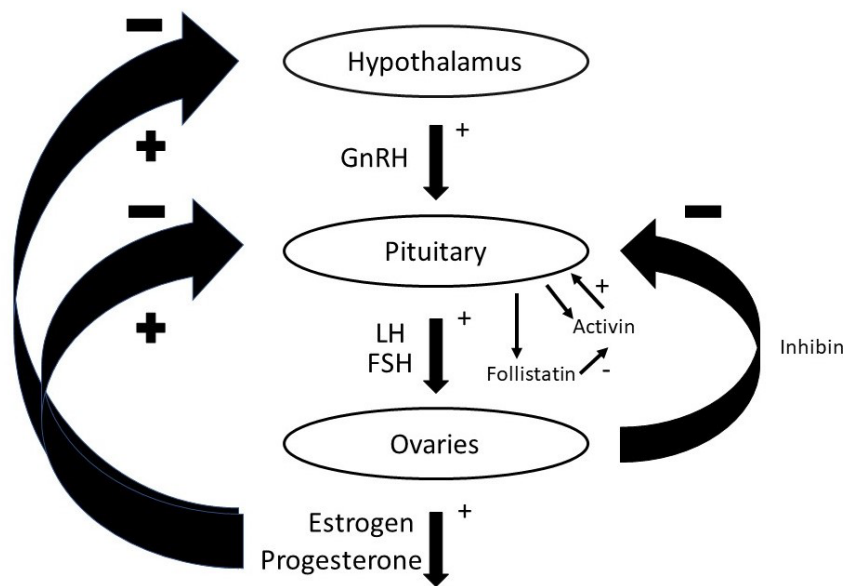 Hypothalamus
+
GnRH
Pituitary
+
+
LH
FSH
Activin
Follistatin
-
Inhibin
Ovaries
+
Estrogen
Progesterone